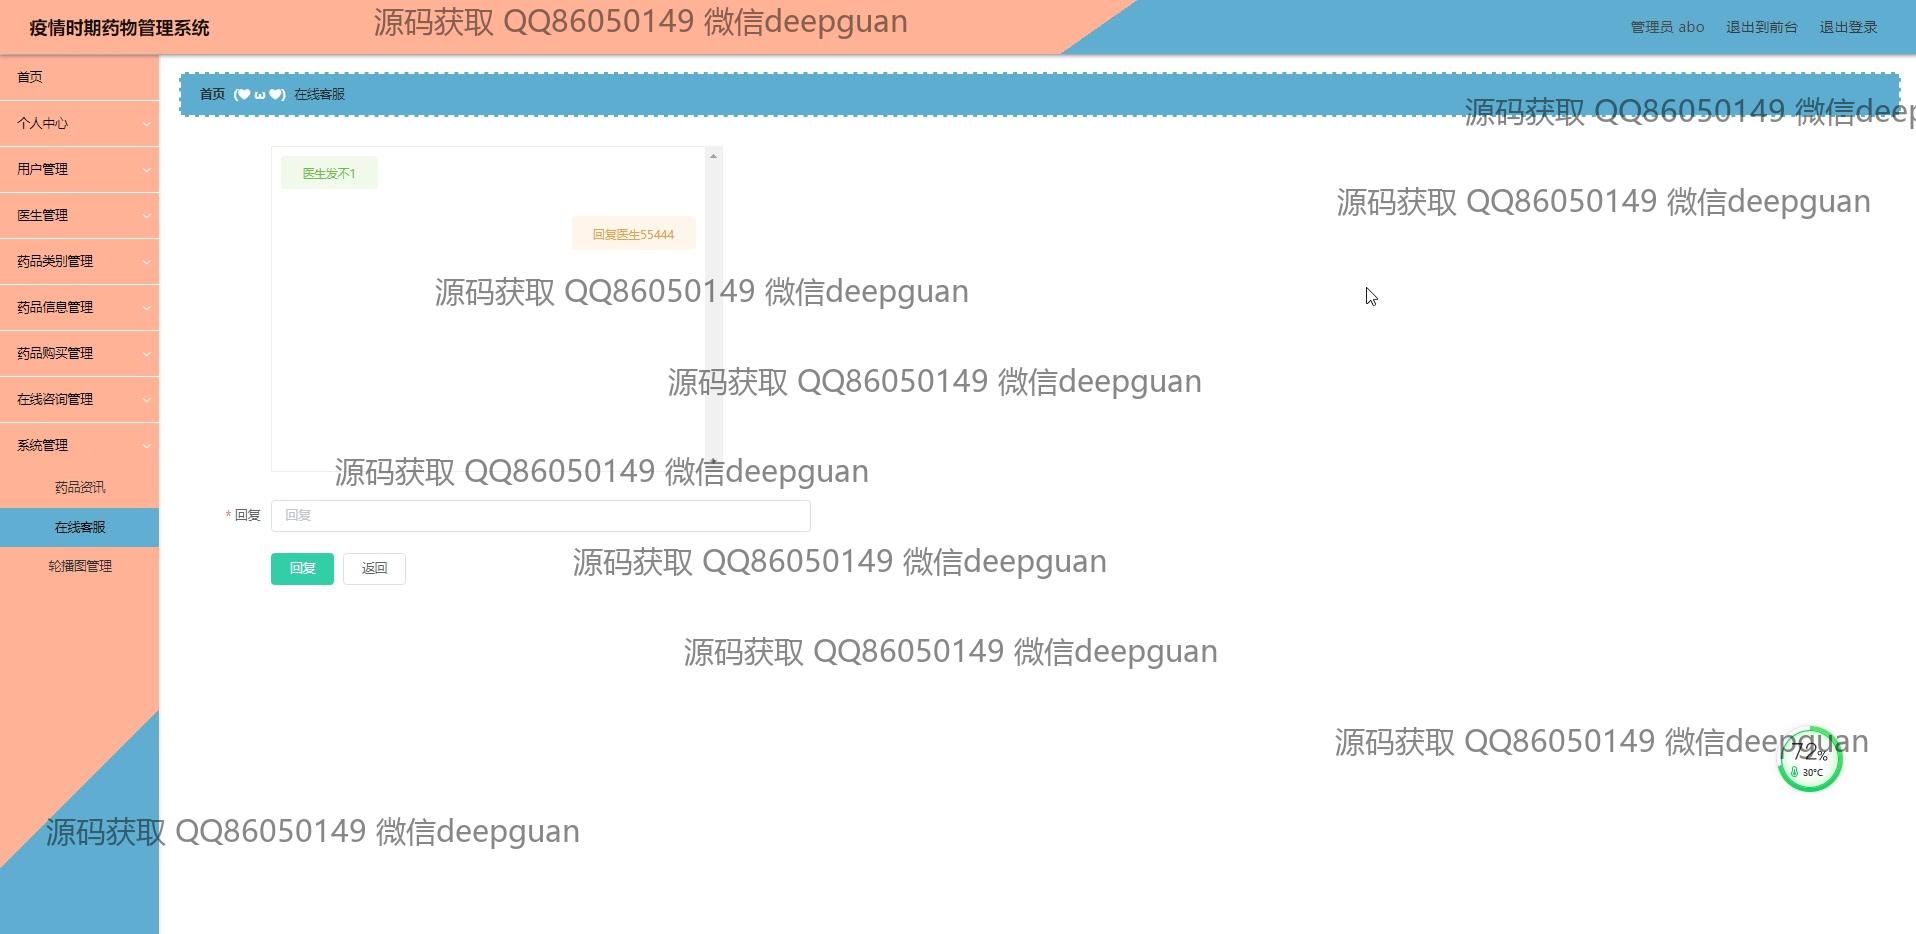 疫情时期药物管理系统
源码获取 QQ86050149 微信deepguan
管理员 abo
退出到前台
退出登录
首页
个人中心
用户管理
医生管理
药品类别管理
药品信息管理
药品购买管理
在线咨询管理
系统管理
药品资讯
在线客服
轮播图管理
首页 (♥ ω ♥) 在线客服
源码获取 QQ86050149 微信deep
医生发不1
源码获取 QQ86050149 微信deepguan
回复医生55444
源码获取 QQ86050149 微信deepguan
源码获取 QQ86050149 微信deepguan
源码获取 QQ86050149 微信deepguan
* 回复 回复
回复 返回
源码获取 QQ86050149 微信deepguan
源码获取 QQ86050149 微信deepguan
源码获取 QQ86050149 微信deepguan
72%
30°C
源码获取 QQ86050149 微信deepguan